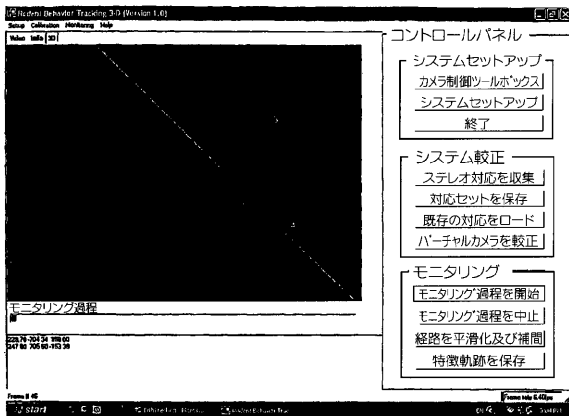 Rodent Behavior Tracking 3-D (Version 1.0)
Setup Calibration Monitoring Help
Video Info 3D
モニタリング過程
コントロールパネル
システムセットアップ
カメラ制御ツールボックス
システムセットアップ
終了
システム較正
ステレオ対応を収集
対応セットを保存
既存の対応をロード
バーチャルカメラを較正
モニタリング
モニタリング過程を開始
モニタリング過程を中止
経路を平滑化及び補間
特徴軌跡を保存
Frame # 46
Frame rate 6.40fps
start